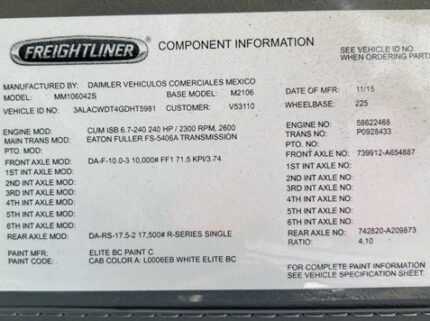 FREIGHTLINER COMPONENT INFORMATION
SEE VEHICLE ID NO
WHEN ORDERING PARTS
MANUFACTURED BY: DAIMLER VEHICULOS COMERCIALES MEXICO
MODEL: MM106042S BASE MODEL: M2106 DATE OF MFR: 11/15
VEHICLE ID NO: 3ALACWDT4GDHT5981 CUSTOMER: V53110 WHEELBASE: 225
ENGINE MOD: CUM ISB 6.7-240 240 HP / 2300 RPM, 2600 ENGINE NO: 58622468
MAIN TRANS MOD: EATON FULLER FS-5406A TRANSMISSION TRANS NO: P0928433
PTO. MOD: PTO. NO:
FRONT AXLE MOD: DA-F-10.0-3 10,000# FF1 71.5 KPI/3.74 FRONT AXLE NO: 739912-A654887
1ST INT AXLE MOD: 1ST INT AXLE NO:
2ND INT AXLE MOD: 2ND INT AXLE NO:
3RD INT AXLE MOD: 3RD INT AXLE NO:
4TH INT AXLE MOD: 4TH INT AXLE NO:
5TH INT AXLE MOD: 5TH INT AXLE NO:
6TH INT AXLE MOD: 6TH INT AXLE NO:
REAR AXLE MOD: DA-RS-17.5-2 17,500# R-SERIES SINGLE REAR AXLE NO: 742820-A209873
RATIO: 4.10
PAINT MFR: ELITE BC PAINT C
PAINT CODE: CAB COLOR A: L0006EB WHITE ELITE BC
FOR COMPLETE PAINT INFORMATION
SEE VEHICLE SPECIFICATION SHEET.